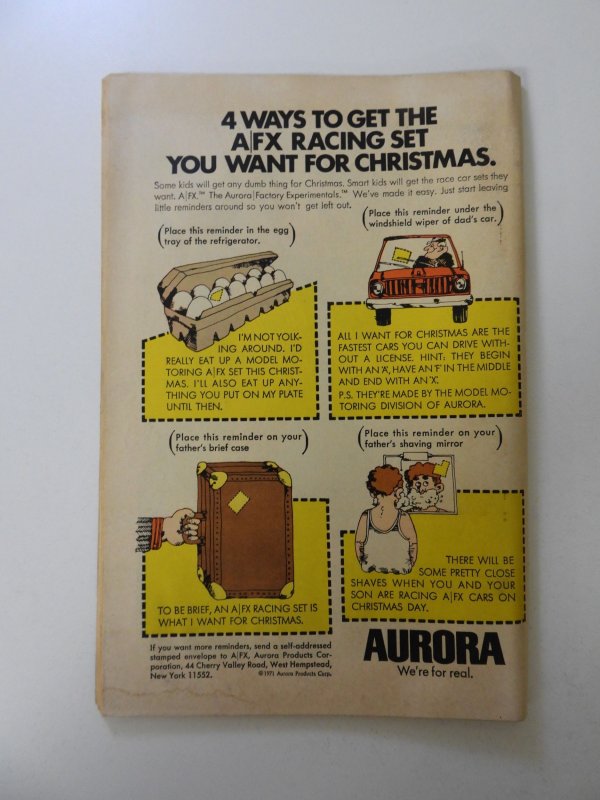 4 WAYS TO GET THE
A|FX RACING SET
YOU WANT FOR CHRISTMAS.
Some kids will get any dumb thing for Christmas. Smart kids will get the race car sets they
want. A|FX.™ The Aurora|Factory Experimentals.™ We've made it easy. Just start leaving
little reminders around so you won't get left out.
(Place this reminder in the egg
tray of the refrigerator.)
I'M NOT YOLK-
ING AROUND. I'D
REALLY EAT UP A MODEL MO-
TORING A|FX SET THIS CHRIST-
MAS. I'LL ALSO EAT UP ANY-
THING YOU PUT ON MY PLATE
UNTIL THEN.
(Place this reminder under the
windshield wiper of dad's car.)
ALL I WANT FOR CHRISTMAS ARE THE
FASTEST CARS YOU CAN DRIVE WITH-
OUT A LICENSE. HINT: THEY BEGIN
WITH AN 'A', HAVE AN 'F' IN THE MIDDLE
AND END WITH AN 'X'.
P.S. THEY'RE MADE BY THE MODEL MO-
TORING DIVISION OF AURORA.
(Place this reminder on your
father's brief case)
TO BE BRIEF, AN A|FX RACING SET IS
WHAT I WANT FOR CHRISTMAS.
(Place this reminder on your
father's shaving mirror)
THERE WILL BE
SOME PRETTY CLOSE
SHAVES WHEN YOU AND YOUR
SON ARE RACING A|FX CARS ON
CHRISTMAS DAY.
If you want more reminders, send a self-addressed
stamped envelope to A|FX, Aurora Products Cor-
poration, 44 Cherry Valley Road, West Hempstead,
New York 11552.
©1971 Aurora Products Corp.
AURORA
We're for real.